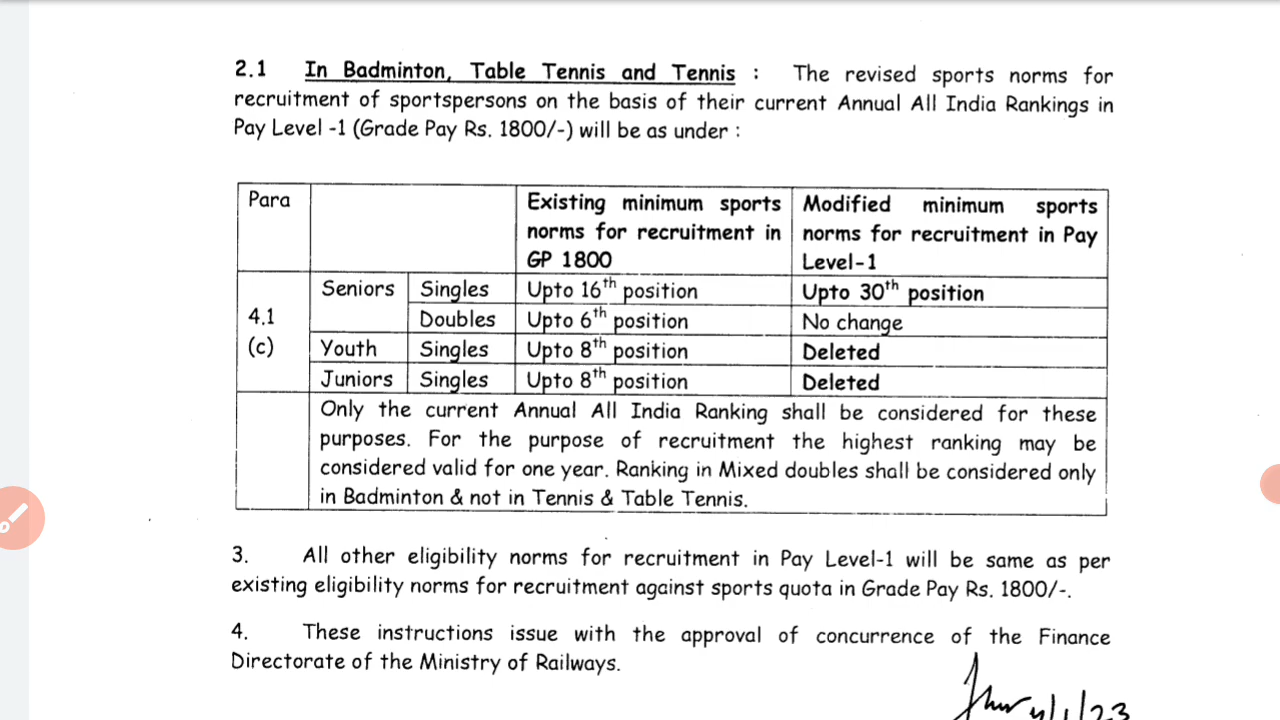 2.1 In Badminton, Table Tennis and Tennis : The revised sports norms for
recruitment of sportspersons on the basis of their current Annual All India Rankings in
Pay Level -1 (Grade Pay Rs. 1800/-) will be as under :
Para
Existing minimum sports
norms for recruitment in
GP 1800
Modified minimum sports
norms for recruitment in Pay
Level-1
4.1
(c)
Seniors Singles Upto 16th position Upto 30th position
Doubles Upto 6th position No change
Youth Singles Upto 8th position Deleted
Juniors Singles Upto 8th position Deleted
Only the current Annual All India Ranking shall be considered for these
purposes. For the purpose of recruitment the highest ranking may be
considered valid for one year. Ranking in Mixed doubles shall be considered only
in Badminton & not in Tennis & Table Tennis.
3. All other eligibility norms for recruitment in Pay Level-1 will be same as per
existing eligibility norms for recruitment against sports quota in Grade Pay Rs. 1800/-.
4. These instructions issue with the approval of concurrence of the Finance
Directorate of the Ministry of Railways.